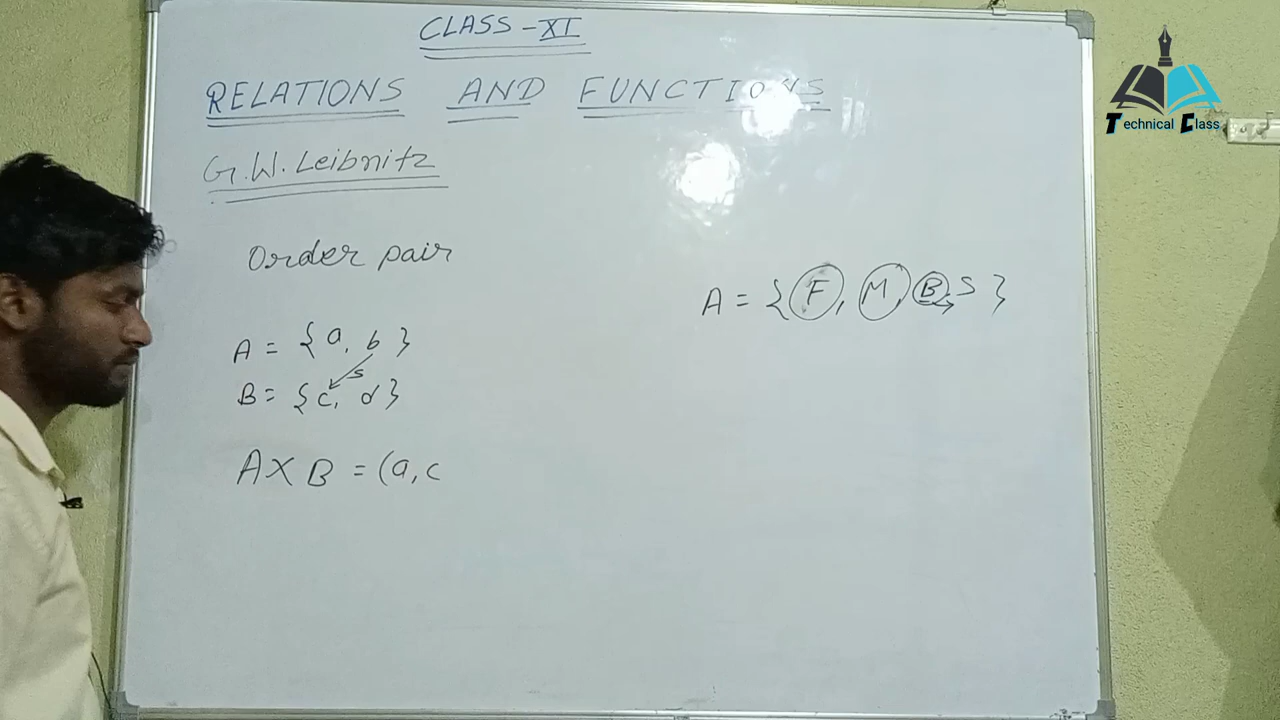 CLASS - XI
RELATIONS AND FUNCTIONS
G.W. Leibnitz
Order pair
A = {a, b}
s
B = {c, d}
A X B = (a, c
A = {F, M, B, S}
Technical Class